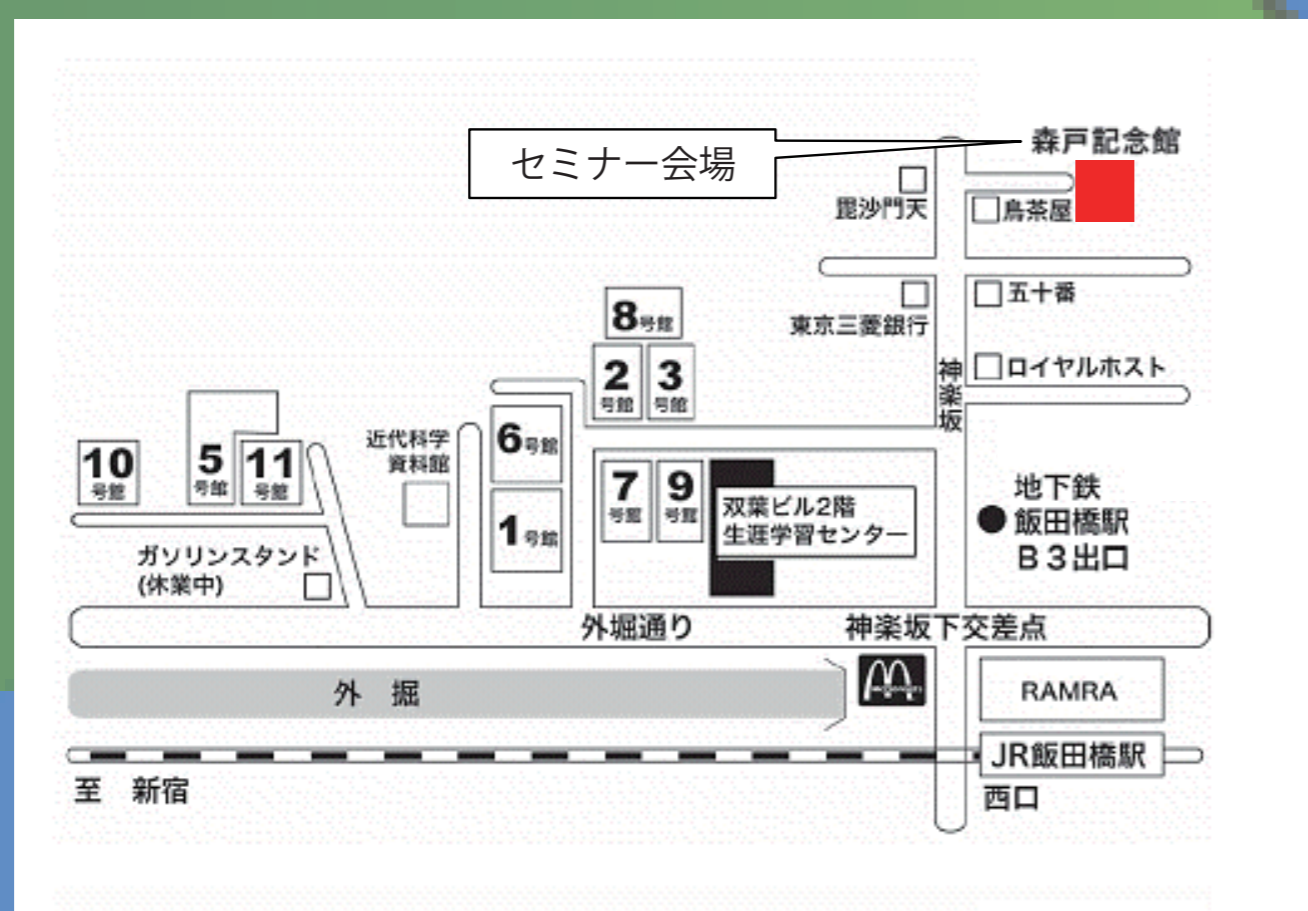 セミナー会場
森戸記念館
毘沙門天
鳥茶屋
五十番
東京三菱銀行
8号館
2号館
3号館
ロイヤルホスト
神楽坂
近代科学
資料館
6号館
10号館
5号館
11号館
7号館
9号館
双葉ビル2階
生涯学習センター
地下鉄
飯田橋駅
B3出口
1号館
ガソリンスタンド
(休業中)
外堀通り
神楽坂下交差点
外 掘
McDonald's
RAMRA
JR飯田橋駅
至 新宿
西口